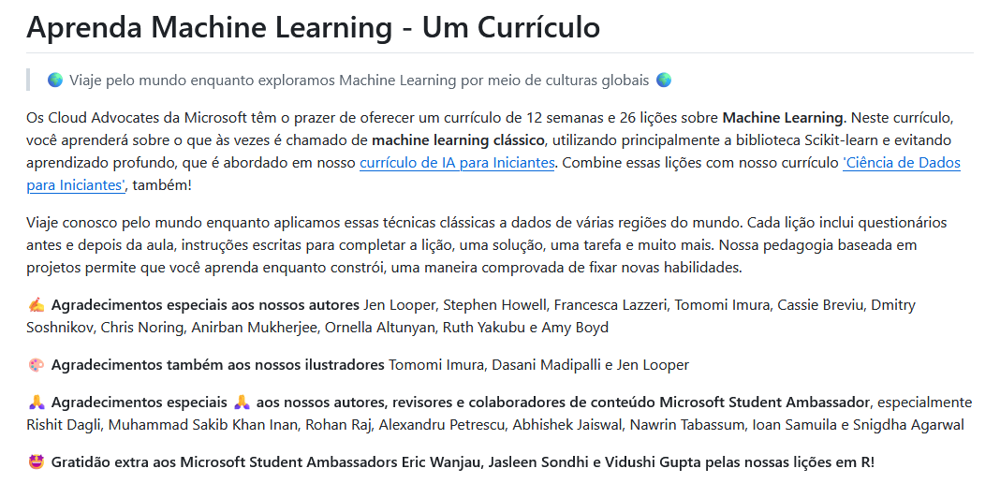 Aprenda Machine Learning - Um Currículo
🌍 Viaje pelo mundo enquanto exploramos Machine Learning por meio de culturas globais 🌍
Os Cloud Advocates da Microsoft têm o prazer de oferecer um currículo de 12 semanas e 26 lições sobre Machine Learning. Neste currículo,
você aprenderá sobre o que às vezes é chamado de machine learning clássico, utilizando principalmente a biblioteca Scikit-learn e evitando
aprendizado profundo, que é abordado em nosso currículo de IA para Iniciantes. Combine essas lições com nosso currículo 'Ciência de Dados
para Iniciantes', também!
Viaje conosco pelo mundo enquanto aplicamos essas técnicas clássicas a dados de várias regiões do mundo. Cada lição inclui questionários
antes e depois da aula, instruções escritas para completar a lição, uma solução, uma tarefa e muito mais. Nossa pedagogia baseada em
projetos permite que você aprenda enquanto constrói, uma maneira comprovada de fixar novas habilidades.
✍️ Agradecimentos especiais aos nossos autores Jen Looper, Stephen Howell, Francesca Lazzeri, Tomomi Imura, Cassie Breviu, Dmitry
Soshnikov, Chris Noring, Anirban Mukherjee, Ornella Altunyan, Ruth Yakubu e Amy Boyd
🎨 Agradecimentos também aos nossos ilustradores Tomomi Imura, Dasani Madipalli e Jen Looper
🙏 Agradecimentos especiais 🙏 aos nossos autores, revisores e colaboradores de conteúdo Microsoft Student Ambassador, especialmente
Rishit Dagli, Muhammad Sakib Khan Inan, Rohan Raj, Alexandru Petrescu, Abhishek Jaiswal, Nawrin Tabassum, Ioan Samuila e Snigdha Agarwal
🤩 Gratidão extra aos Microsoft Student Ambassadors Eric Wanjau, Jasleen Sondhi e Vidushi Gupta pelas nossas lições em R!